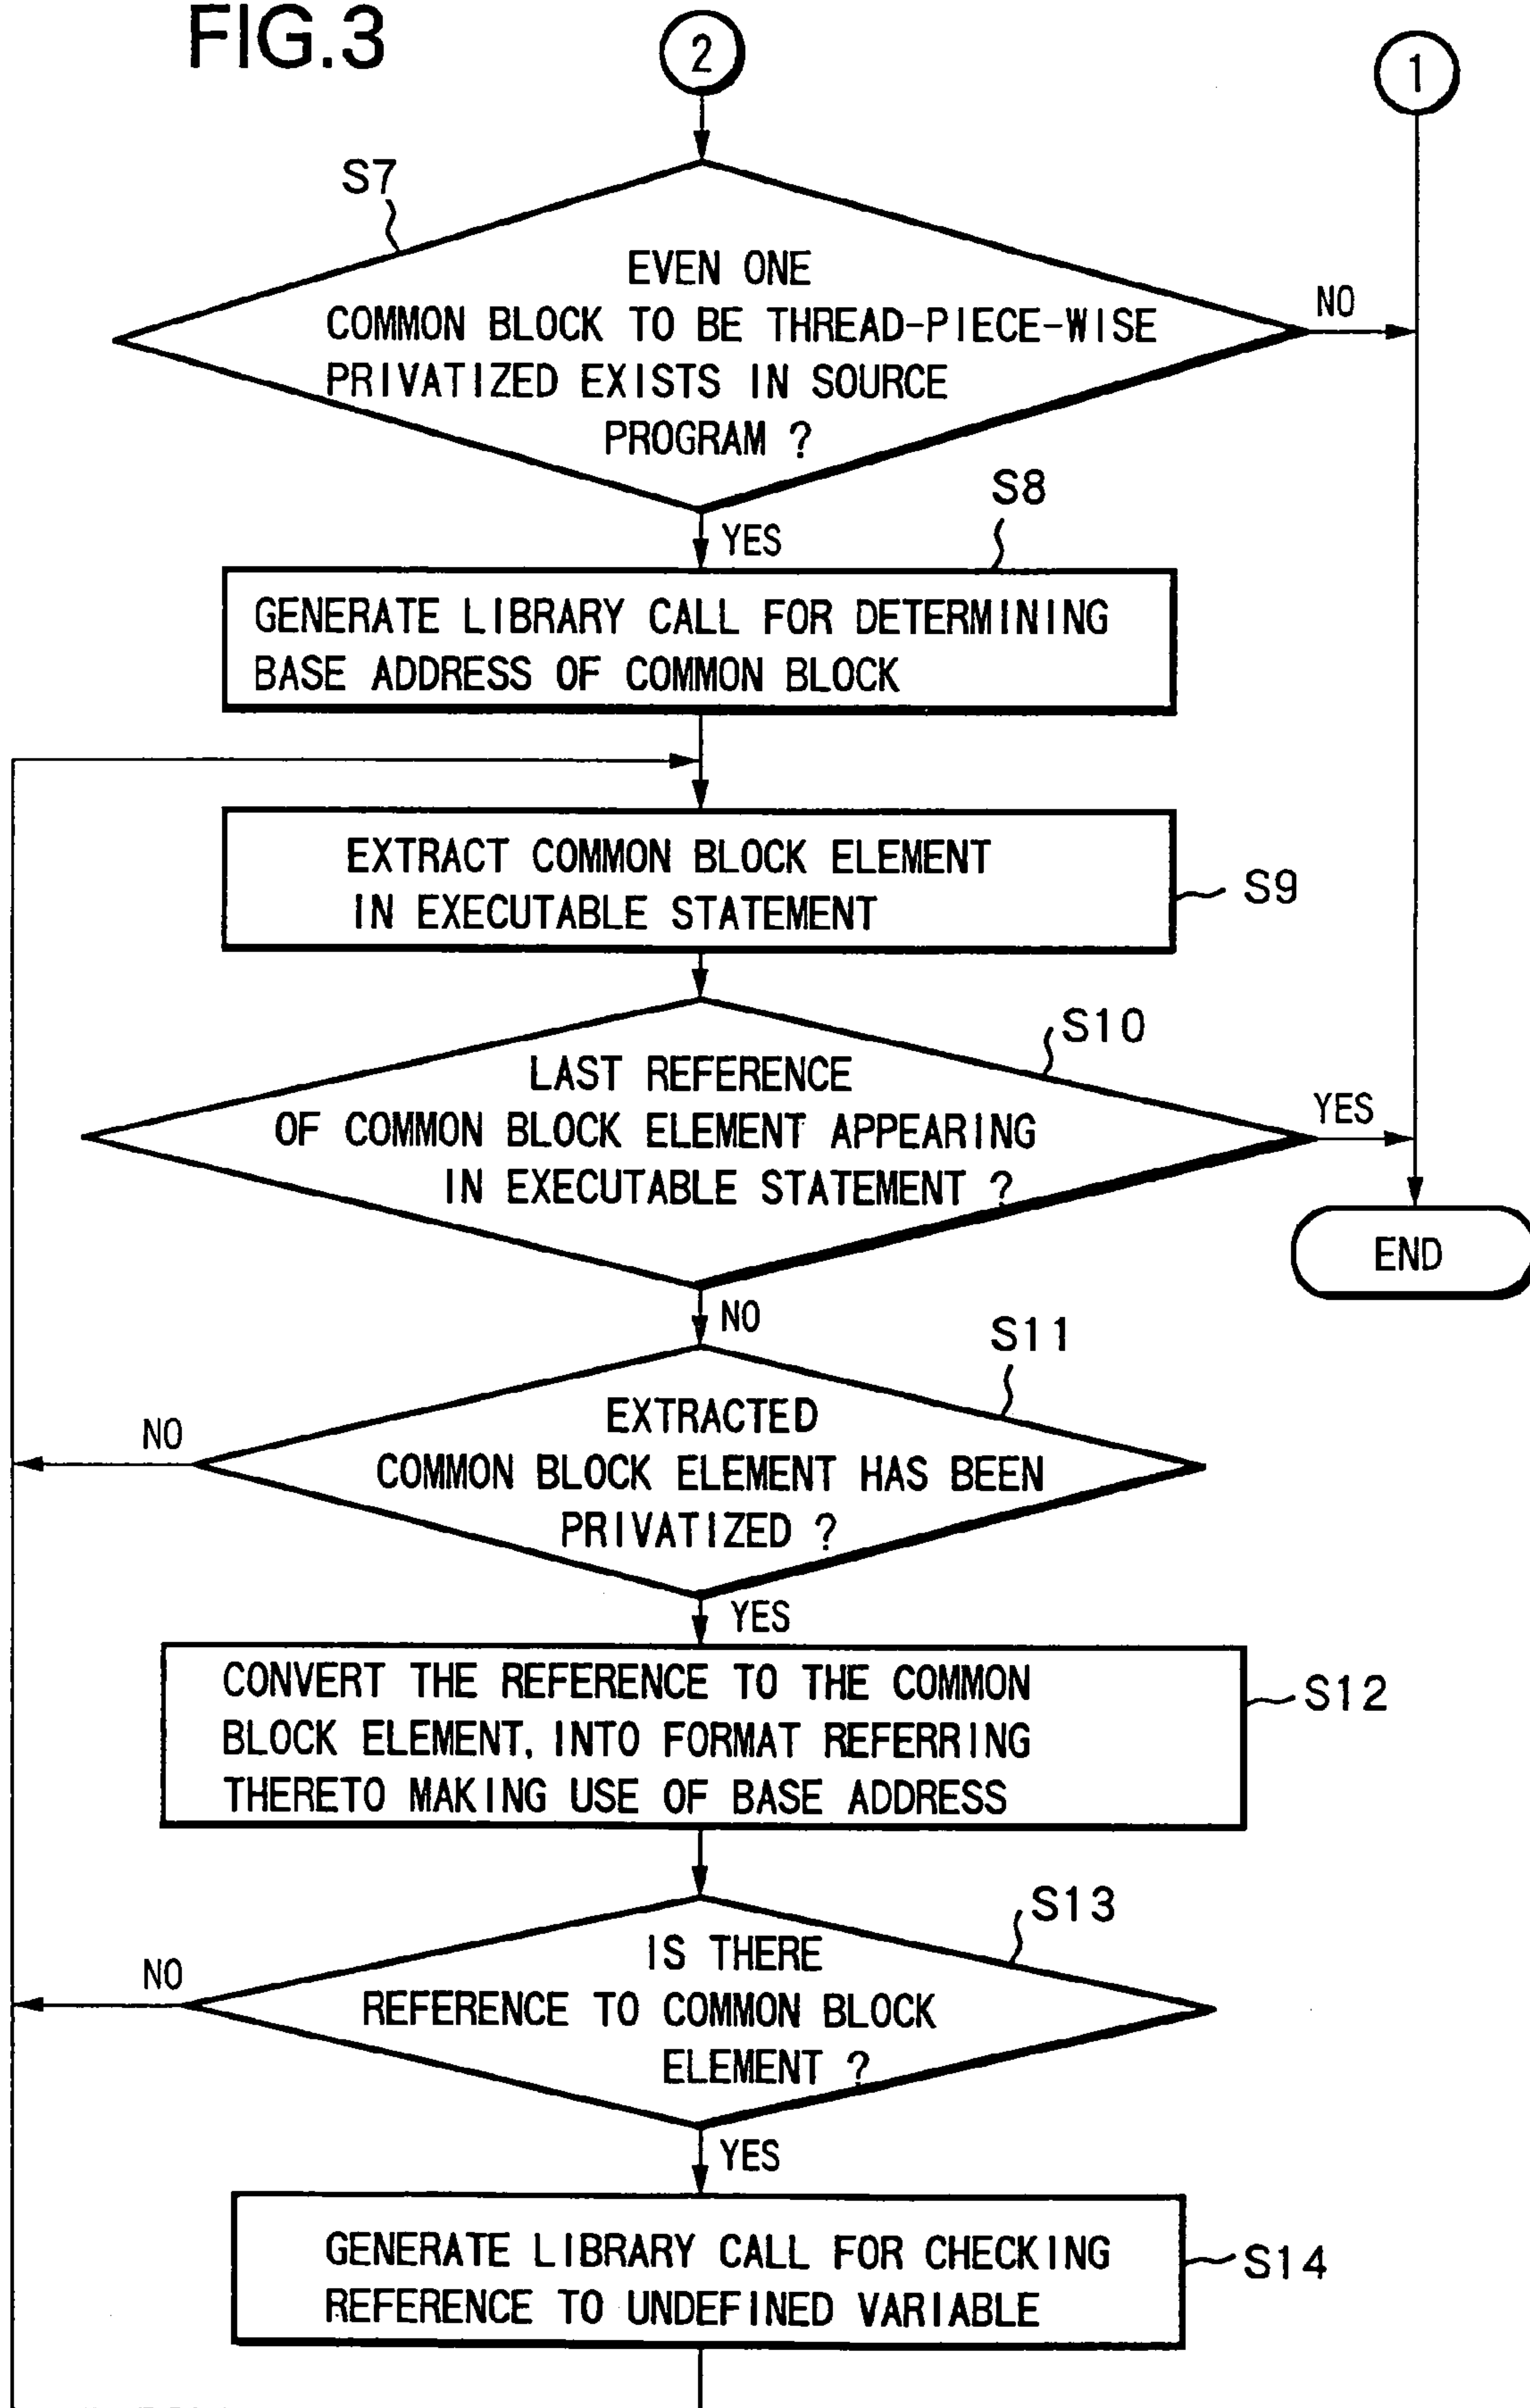 FIG.3
2
1
S7
EVEN ONE
COMMON BLOCK TO BE THREAD-PIECE-WISE
PRIVATIZED EXISTS IN SOURCE
PROGRAM ?
NO
YES
S8
GENERATE LIBRARY CALL FOR DETERMINING
BASE ADDRESS OF COMMON BLOCK
EXTRACT COMMON BLOCK ELEMENT
IN EXECUTABLE STATEMENT
S9
S10
LAST REFERENCE
OF COMMON BLOCK ELEMENT APPEARING
IN EXECUTABLE STATEMENT ?
YES
END
NO
S11
EXTRACTED
COMMON BLOCK ELEMENT HAS BEEN
PRIVATIZED ?
NO
YES
CONVERT THE REFERENCE TO THE COMMON
BLOCK ELEMENT, INTO FORMAT REFERRING
THERETO MAKING USE OF BASE ADDRESS
S12
S13
IS THERE
REFERENCE TO COMMON BLOCK
ELEMENT ?
NO
YES
GENERATE LIBRARY CALL FOR CHECKING
REFERENCE TO UNDEFINED VARIABLE
S14